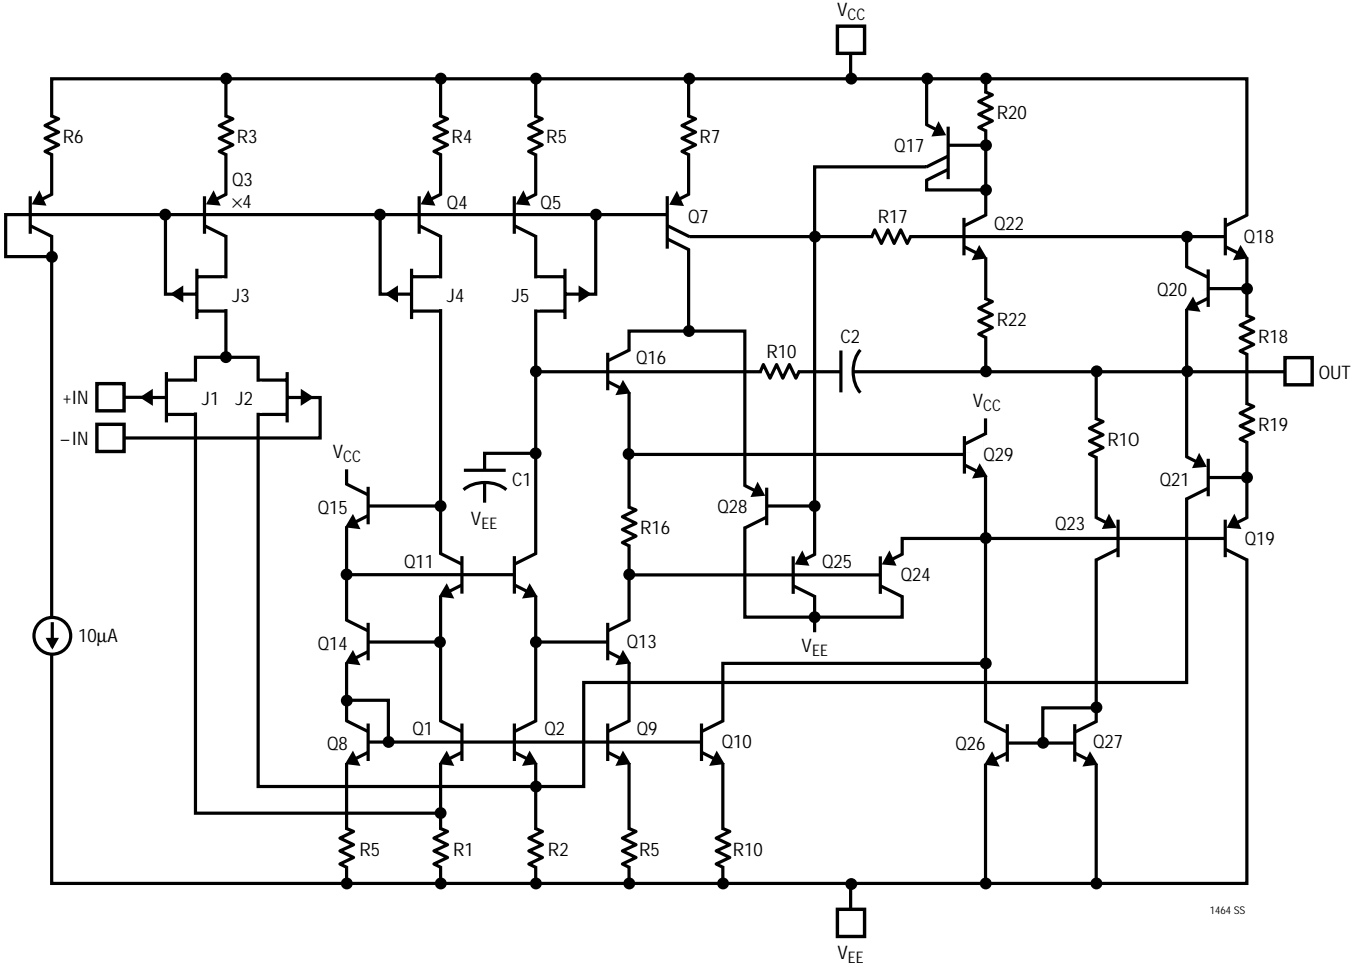 VCC
R6
R3
R4
R5
R7
Q17
R20
Q3
×4
Q4
Q5
Q7
R17
Q22
Q18
J3
J4
J5
Q20
R22
R18
C2
Q16
R10
OUT
+IN
J1
J2
VCC
–IN
R1O
R19
VCC
Q29
C1
Q21
Q15
VEE
Q28
R16
Q23
Q19
Q11
Q25
Q24
10µA
Q14
Q13
VEE
Q8
Q1
Q2
Q9
Q10
Q26
Q27
R5
R1
R2
R5
R10
1464 SS
VEE